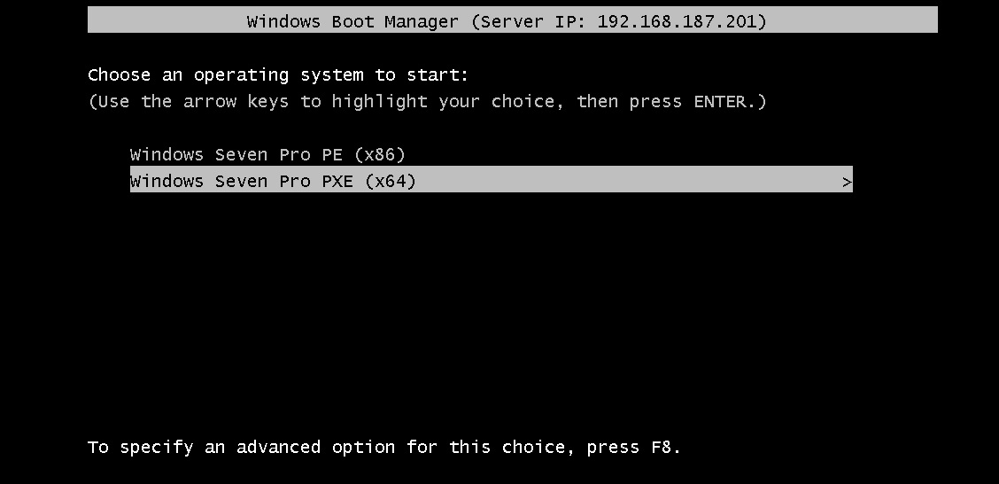 Windows Boot Manager (Server IP: 192.168.187.201)
Choose an operating system to start:
(Use the arrow keys to highlight your choice, then press ENTER.)
Windows Seven Pro PE (x86)
Windows Seven Pro PXE (x64) >
To specify an advanced option for this choice, press F8.